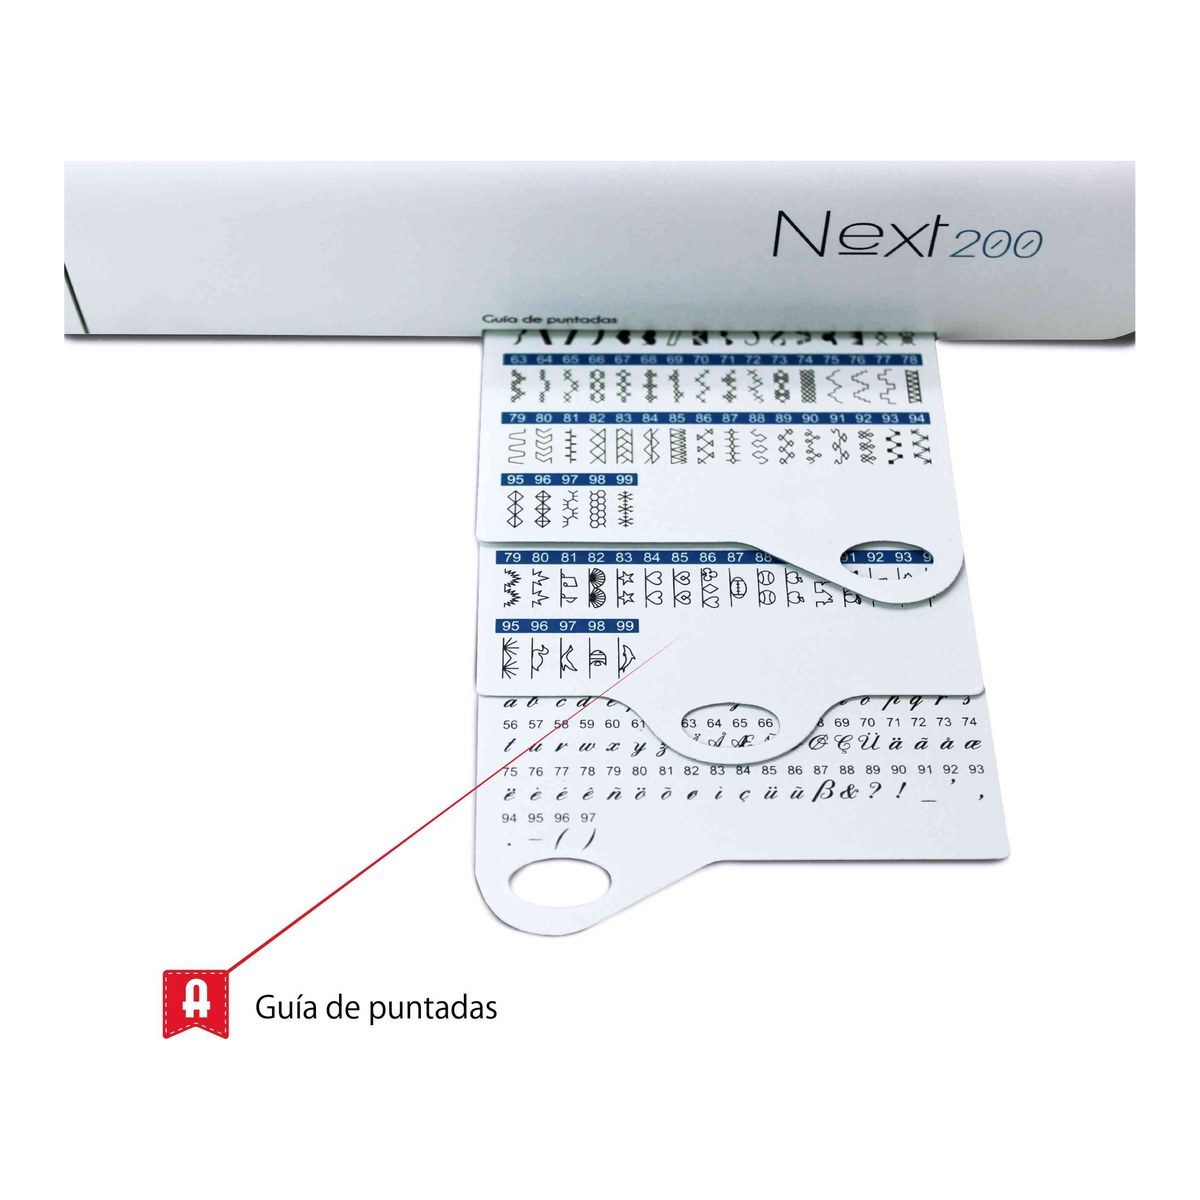 Next200
Guía de puntadas
63 64 65 66 67 68 69 70 71 72 73 74 75 76 77 78
79 80 81 82 83 84 85 86 87 88 89 90 91 92 93 94
95 96 97 98 99
79 80 81 82 83 84 85 86 87 88 91 92 93 9
95 96 97 98 99
a b c d e p q r s
56 57 58 59 60 61 63 64 65 66 69 70 71 72 73 74
t u v w x y z Å Æ Ø Ç Ü ä ã å æ
75 76 77 78 79 80 81 82 83 84 85 86 87 88 89 90 91 92 93
ë è é ê ñ ö õ ø ì ç ü û ß & ? ! _ ' ,
94 95 96 97
. - ( )
A Guía de puntadas